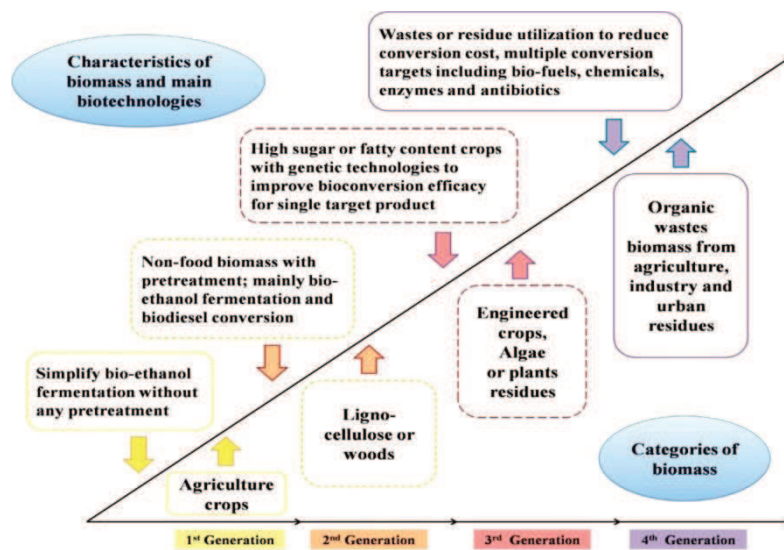 Characteristics of
biomass and main
biotechnologies
Wastes or residue utilization to reduce
conversion cost, multiple conversion
targets including bio-fuels, chemicals,
enzymes and antibiotics
High sugar or fatty content crops
with genetic technologies to
improve bioconversion efficacy
for single target product
Non-food biomass with
pretreatment; mainly bio-
ethanol fermentation and
biodiesel conversion
Simplify bio-ethanol
fermentation without
any pretreatment
Agriculture
crops
Ligno-
cellulose or
woods
Engineered
crops,
Algae
or plants
residues
Organic
wastes
biomass from
agriculture,
industry and
urban
residues
Categories of
biomass
1st Generation
2nd Generation
3rd Generation
4th Generation